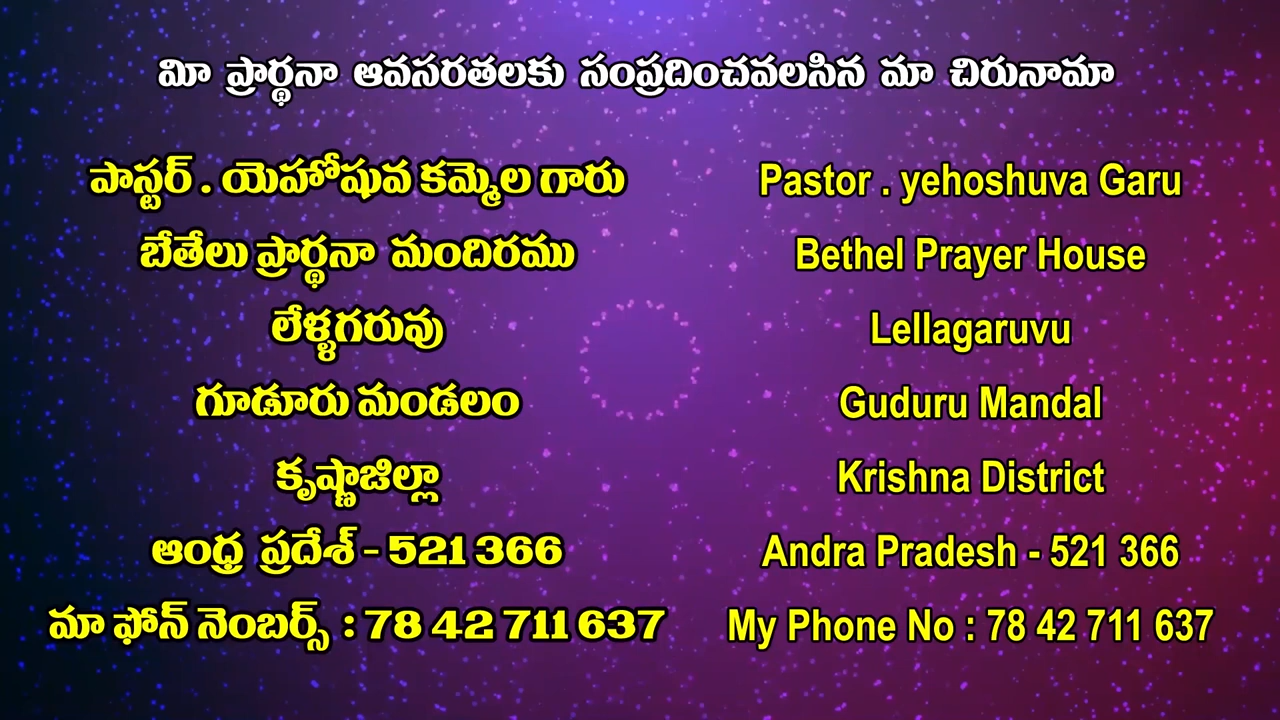 మీ ప్రార్థనా ఆవసరతలకు సంప్రదించవలసిన మా చిరునామా
పాస్టర్ . యెహోషువ కమ్మెల గారు
బేతేలు ప్రార్థనా మందిరము
లేళ్ళగరువు
గూడూరు మండలం
కృష్ణాజిల్లా
ఆంధ్ర ప్రదేశ్ - 521 366
మా ఫోన్ నెంబర్స్ : 78 42 711 637
Pastor . yehoshuva Garu
Bethel Prayer House
Lellagaruvu
Guduru Mandal
Krishna District
Andra Pradesh - 521 366
My Phone No : 78 42 711 637